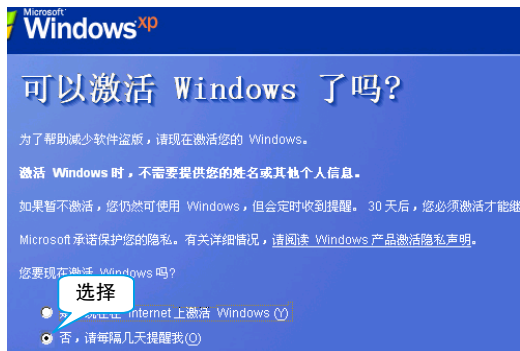 Microsoft
Windows xp
可以激活 Windows 了吗?
为了帮助减少软件盗版，请现在激活您的 Windows。
激活 Windows 时，不需要提供您的姓名或其他个人信息。
如果暂不激活，您仍然可使用 Windows，但会定时收到提醒。 30 天后，您必须激活才能继
Microsoft 承诺保护您的隐私。有关详细情况，请阅读 Windows 产品激活隐私声明。
您要现在激活 Windows 吗?
选择
Internet 上激活 Windows (Y)
否，请每隔几天提醒我(O)